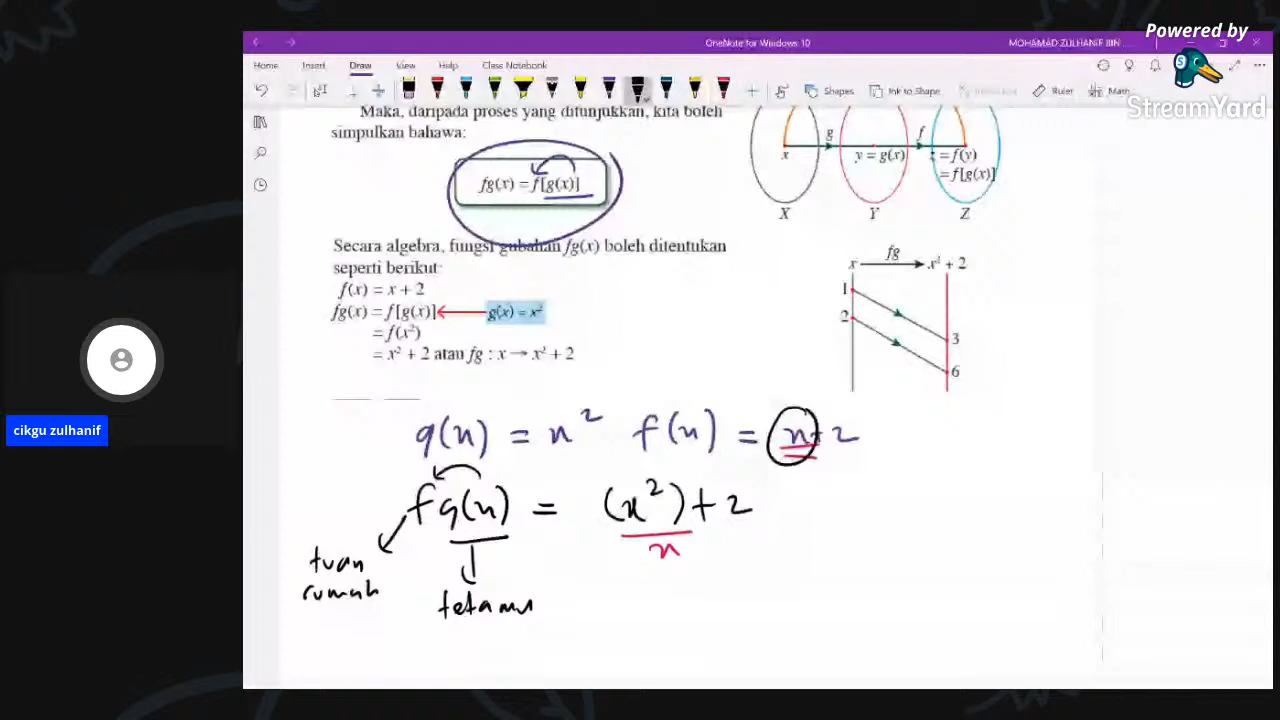 Powered by
StreamYard
OneNote for Windows 10
MOHAMAD ZULHANIF BIN ...
Home Insert Draw View Help Class Notebook
Shapes Ink to Shape Ruler Math
Maka, daripada proses yang ditunjukkan, kita boleh
simpulkan bahawa:
fg(x) = f[g(x)]
g f
x y = g(x) z = f(y)
= f[g(x)]
X Y Z
Secara algebra, fungsi gubahan fg(x) boleh ditentukan
seperti berikut:
f(x) = x + 2
fg(x) = f[g(x)] g(x) = x²
= f(x²)
= x² + 2 atau fg : x → x² + 2
fg
x x² + 2
1
2
3
6
g(x) = x² f(x) = x + 2
fg(x) = (x²) + 2
x
tuan
rumah
tetamu
cikgu zulhanif